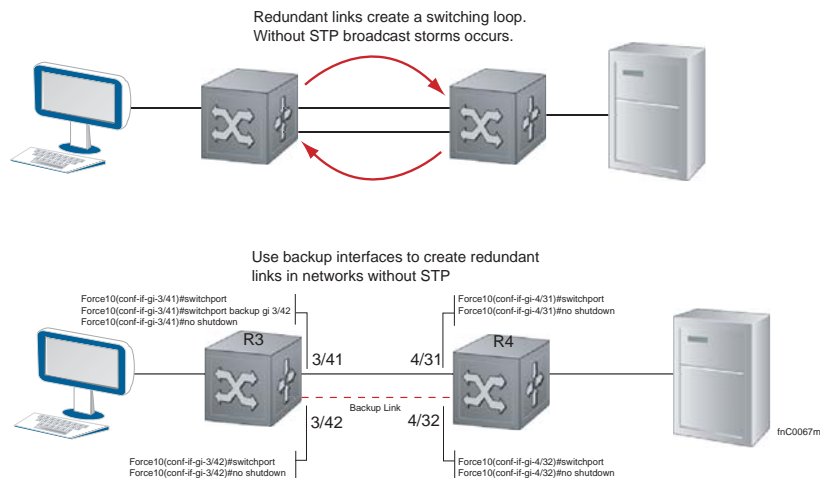 Redundant links create a switching loop.
Without STP broadcast storms occurs.
Use backup interfaces to create redundant
links in networks without STP
Force10(conf-if-gi-3/41)#switchport
Force10(conf-if-gi-3/41)#switchport backup gi 3/42
Force10(conf-if-gi-3/41)#no shutdown
Force10(conf-if-gi-4/31)#switchport
Force10(conf-if-gi-4/31)#no shutdown
R3
3/41
4/31
R4
Backup Link
3/42
4/32
fnC0067m
Force10(conf-if-gi-3/42)#switchport
Force10(conf-if-gi-3/42)#no shutdown
Force10(conf-if-gi-4/32)#switchport
Force10(conf-if-gi-4/32)#no shutdown